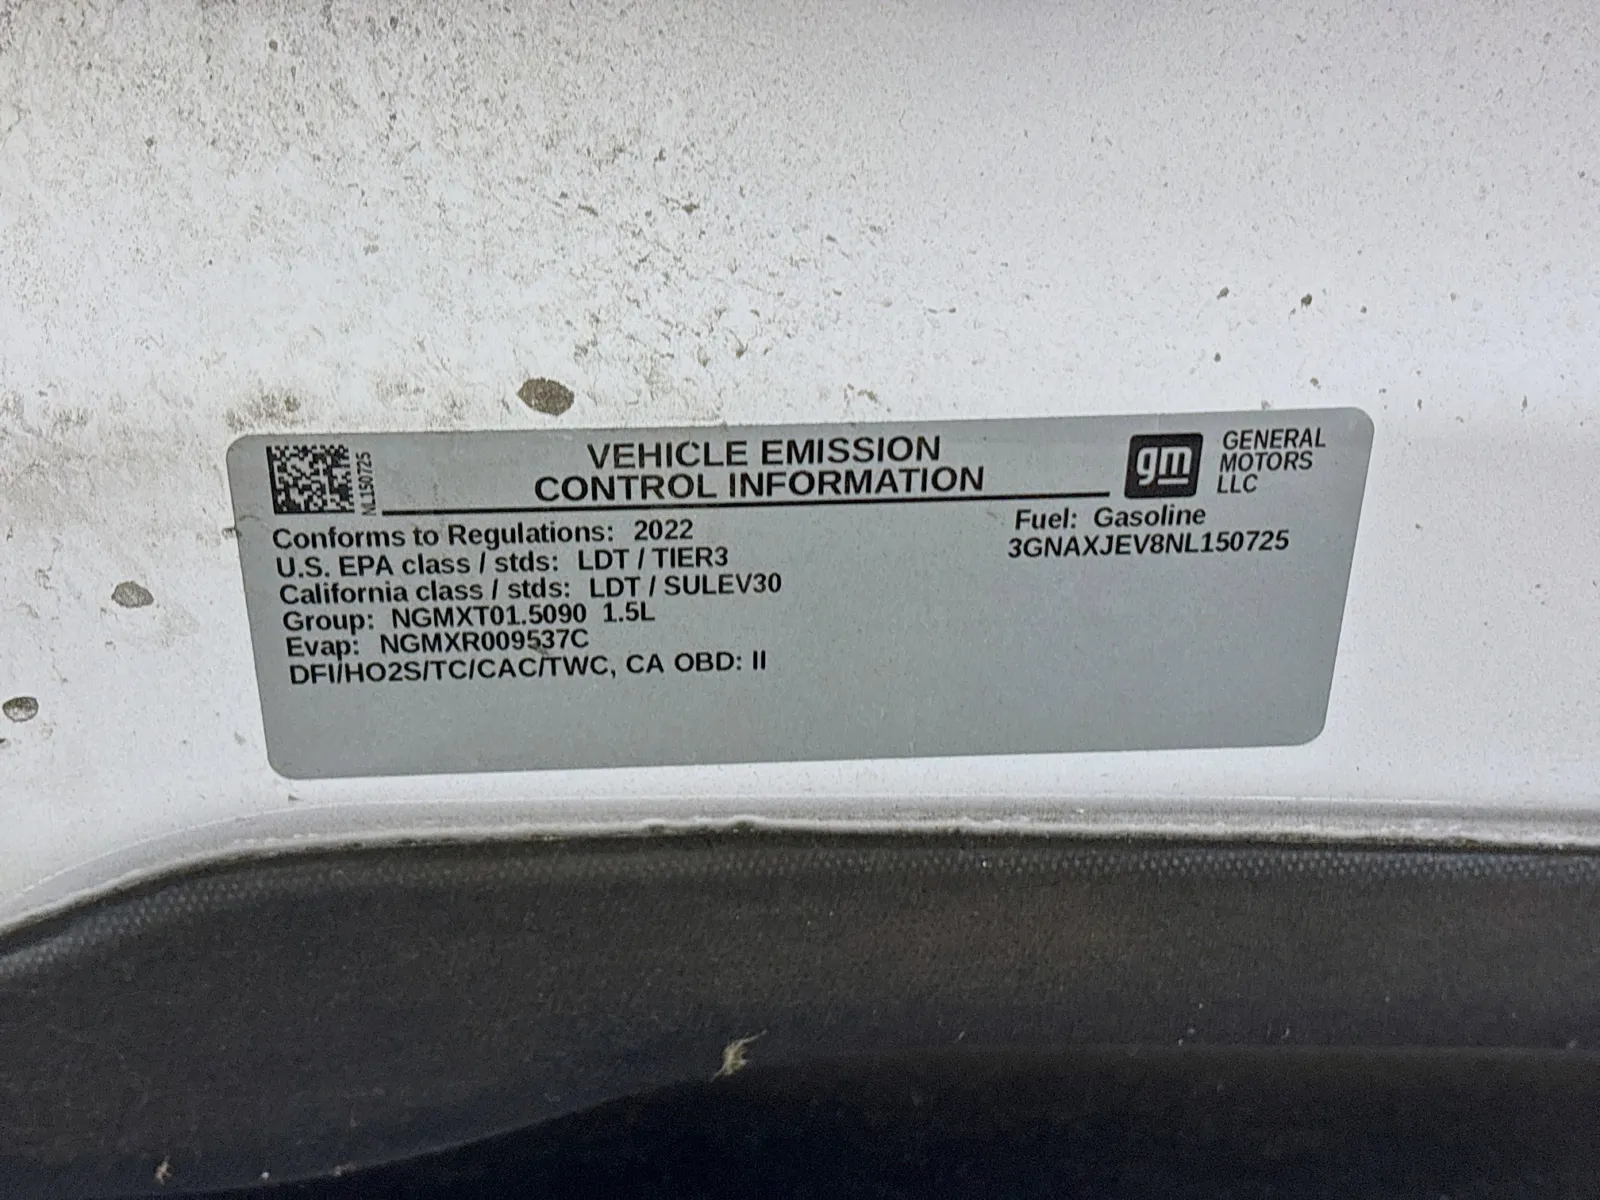 NL150725
VEHICLE EMISSION
CONTROL INFORMATION
gm
GENERAL
MOTORS
LLC
Conforms to Regulations: 2022
U.S. EPA class / stds: LDT / TIER3
California class / stds: LDT / SULEV30
Group: NGMXT01.5090 1.5L
Evap: NGMXR009537C
DFI/HO2S/TC/CAC/TWC, CA OBD: II
Fuel: Gasoline
3GNAXJEV8NL150725